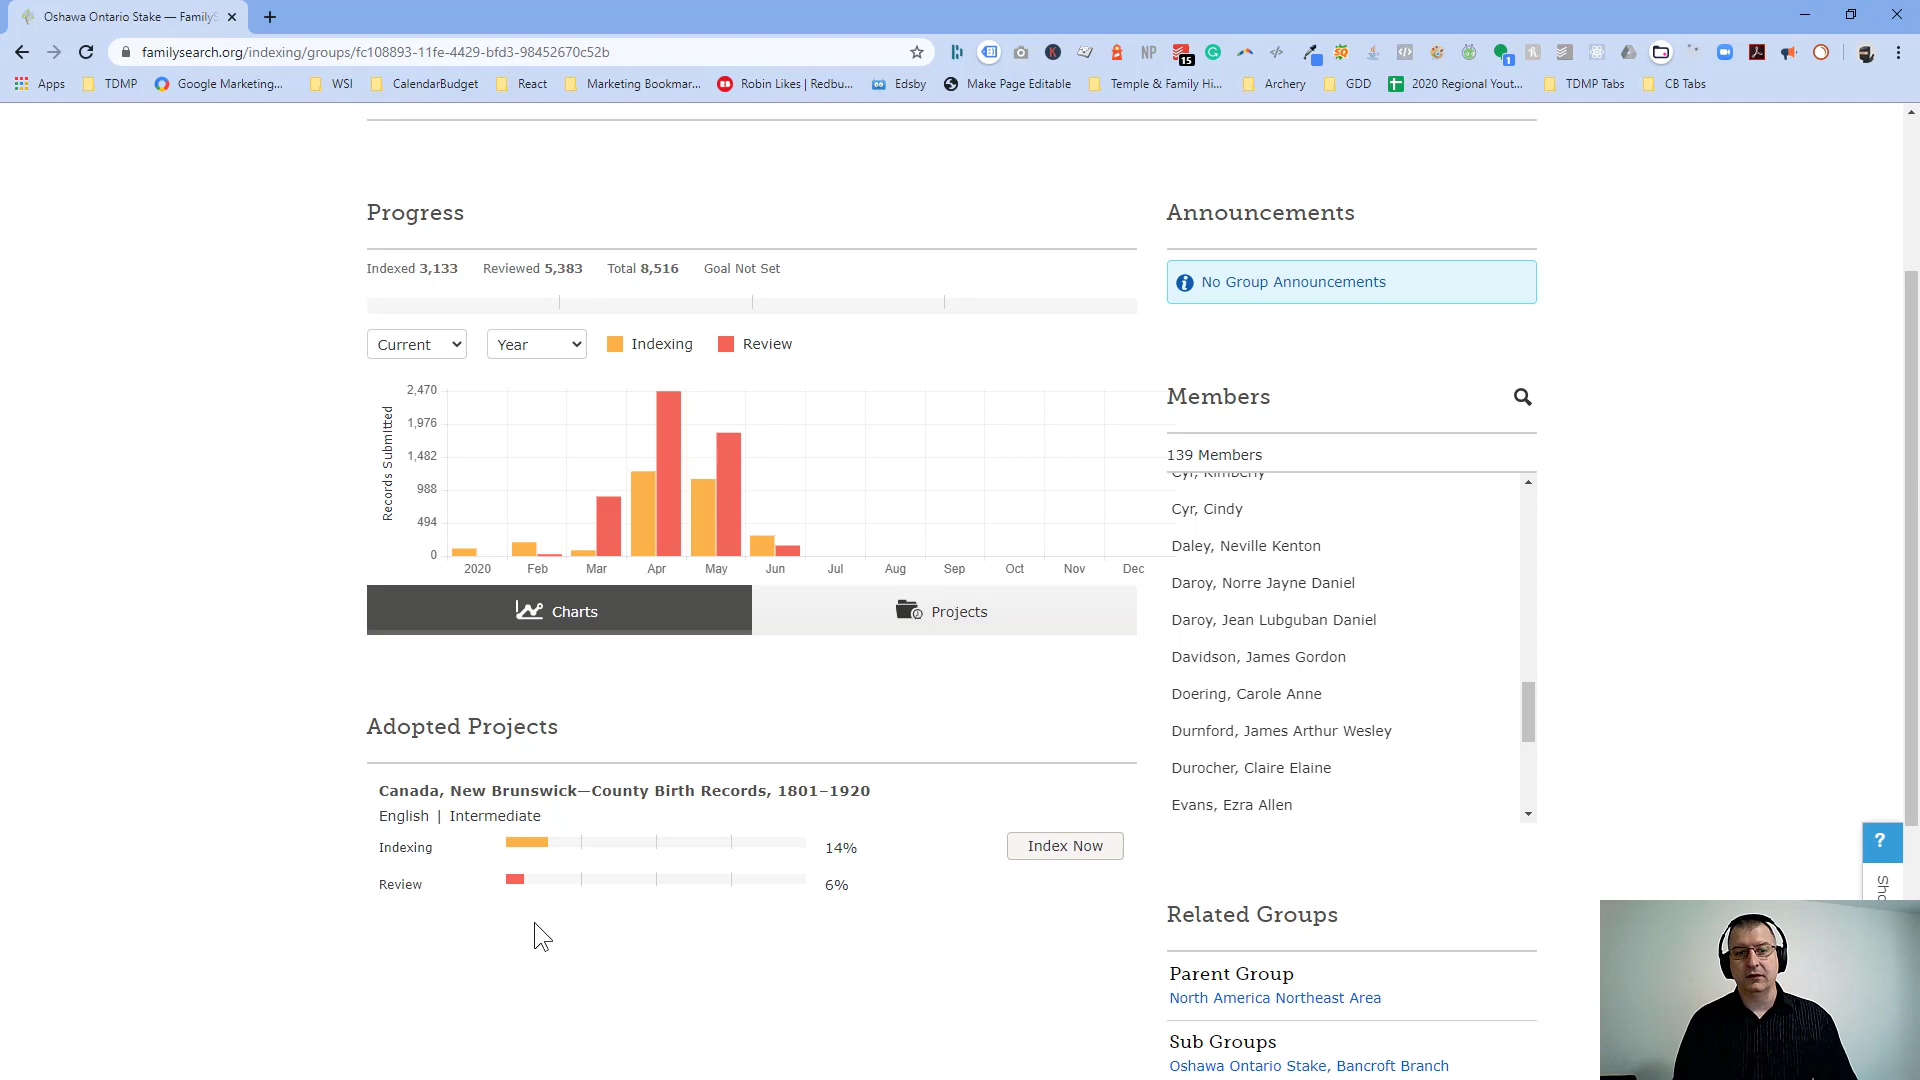 Oshawa Ontario Stake — FamilyS
familysearch.org/indexing/groups/fc108893-11fe-4429-bfd3-98452670c52b
NP
15
1
Apps
TDMP
Google Marketing...
WSI
CalendarBudget
React
Marketing Bookmar...
Robin Likes | Redbu...
Edsby
Make Page Editable
Temple & Family Hi...
Archery
GDD
2020 Regional Yout...
TDMP Tabs
CB Tabs
Progress
Indexed 3,133 Reviewed 5,383 Total 8,516 Goal Not Set
Current
Year
Indexing
Review
Records Submitted
2,470
1,976
1,482
988
494
0
2020 Feb Mar Apr May Jun Jul Aug Sep Oct Nov Dec
Charts
Projects
Adopted Projects
Canada, New Brunswick—County Birth Records, 1801–1920
English | Intermediate
Indexing 14%
Index Now
Review 6%
Announcements
No Group Announcements
Members
139 Members
Cyr, Kimberly
Cyr, Cindy
Daley, Neville Kenton
Daroy, Norre Jayne Daniel
Daroy, Jean Lubguban Daniel
Davidson, James Gordon
Doering, Carole Anne
Durnford, James Arthur Wesley
Durocher, Claire Elaine
Evans, Ezra Allen
Related Groups
Parent Group
North America Northeast Area
Sub Groups
Oshawa Ontario Stake, Bancroft Branch
?